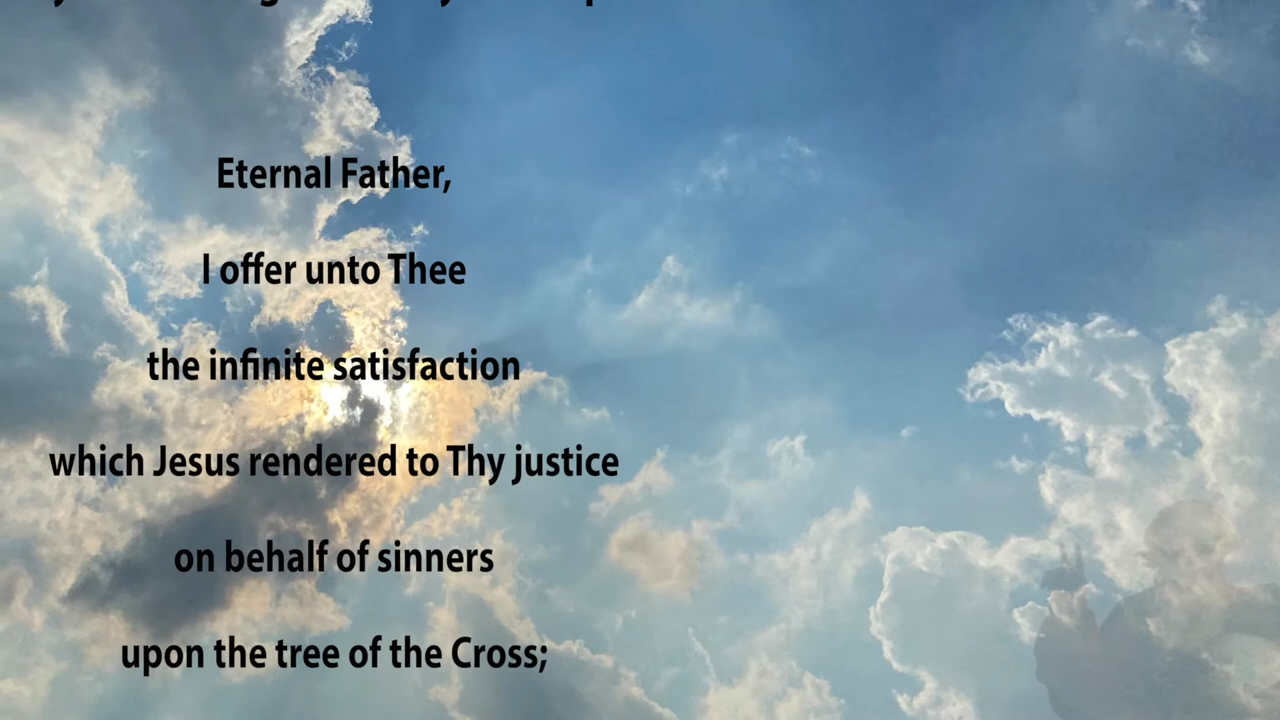 Eternal Father,
I offer unto Thee
the infinite satisfaction
which Jesus rendered to Thy justice
on behalf of sinners
upon the tree of the Cross;